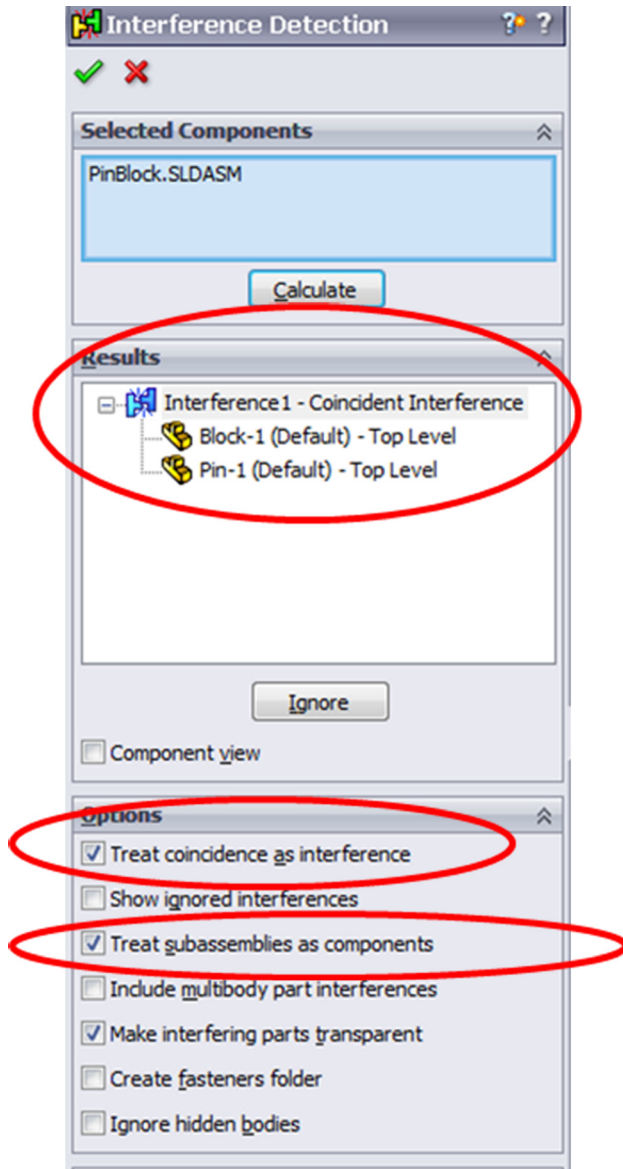 Interference Detection
Selected Components
PinBlock.SLDASM
Calculate
Results
Interference1 - Coincident Interference
Block-1 (Default) - Top Level
Pin-1 (Default) - Top Level
Ignore
Component view
Options
Treat coincidence as interference
Show ignored interferences
Treat subassemblies as components
Include multibody part interferences
Make interfering parts transparent
Create fasteners folder
Ignore hidden bodies